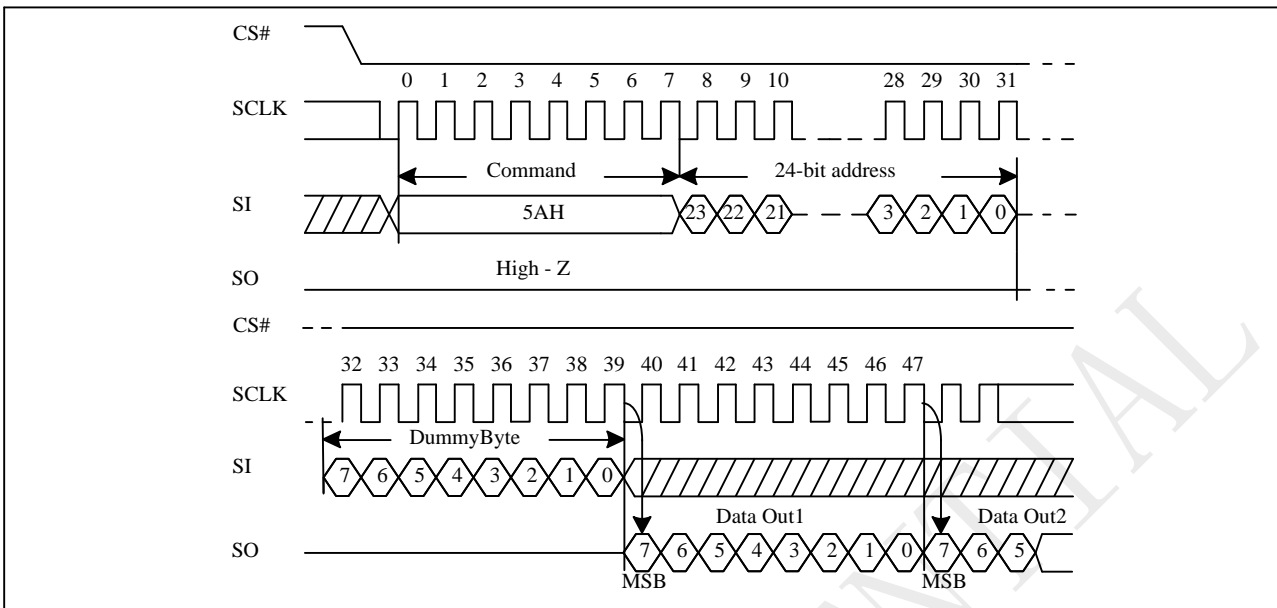 CS#
0 1 2 3 4 5 6 7 8 9 10 28 29 30 31
SCLK
Command 24-bit address
SI 5AH 23 22 21 3 2 1 0
High - Z
SO
CS#
32 33 34 35 36 37 38 39 40 41 42 43 44 45 46 47
SCLK
DummyByte
SI 7 6 5 4 3 2 1 0
Data Out1 Data Out2
SO 7 6 5 4 3 2 1 0 7 6 5
MSB MSB
NTIAL